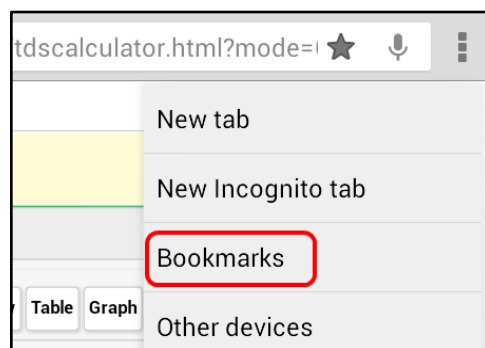 tdscalculator.html?mode=
New tab
New Incognito tab
Bookmarks
Table Graph
Other devices